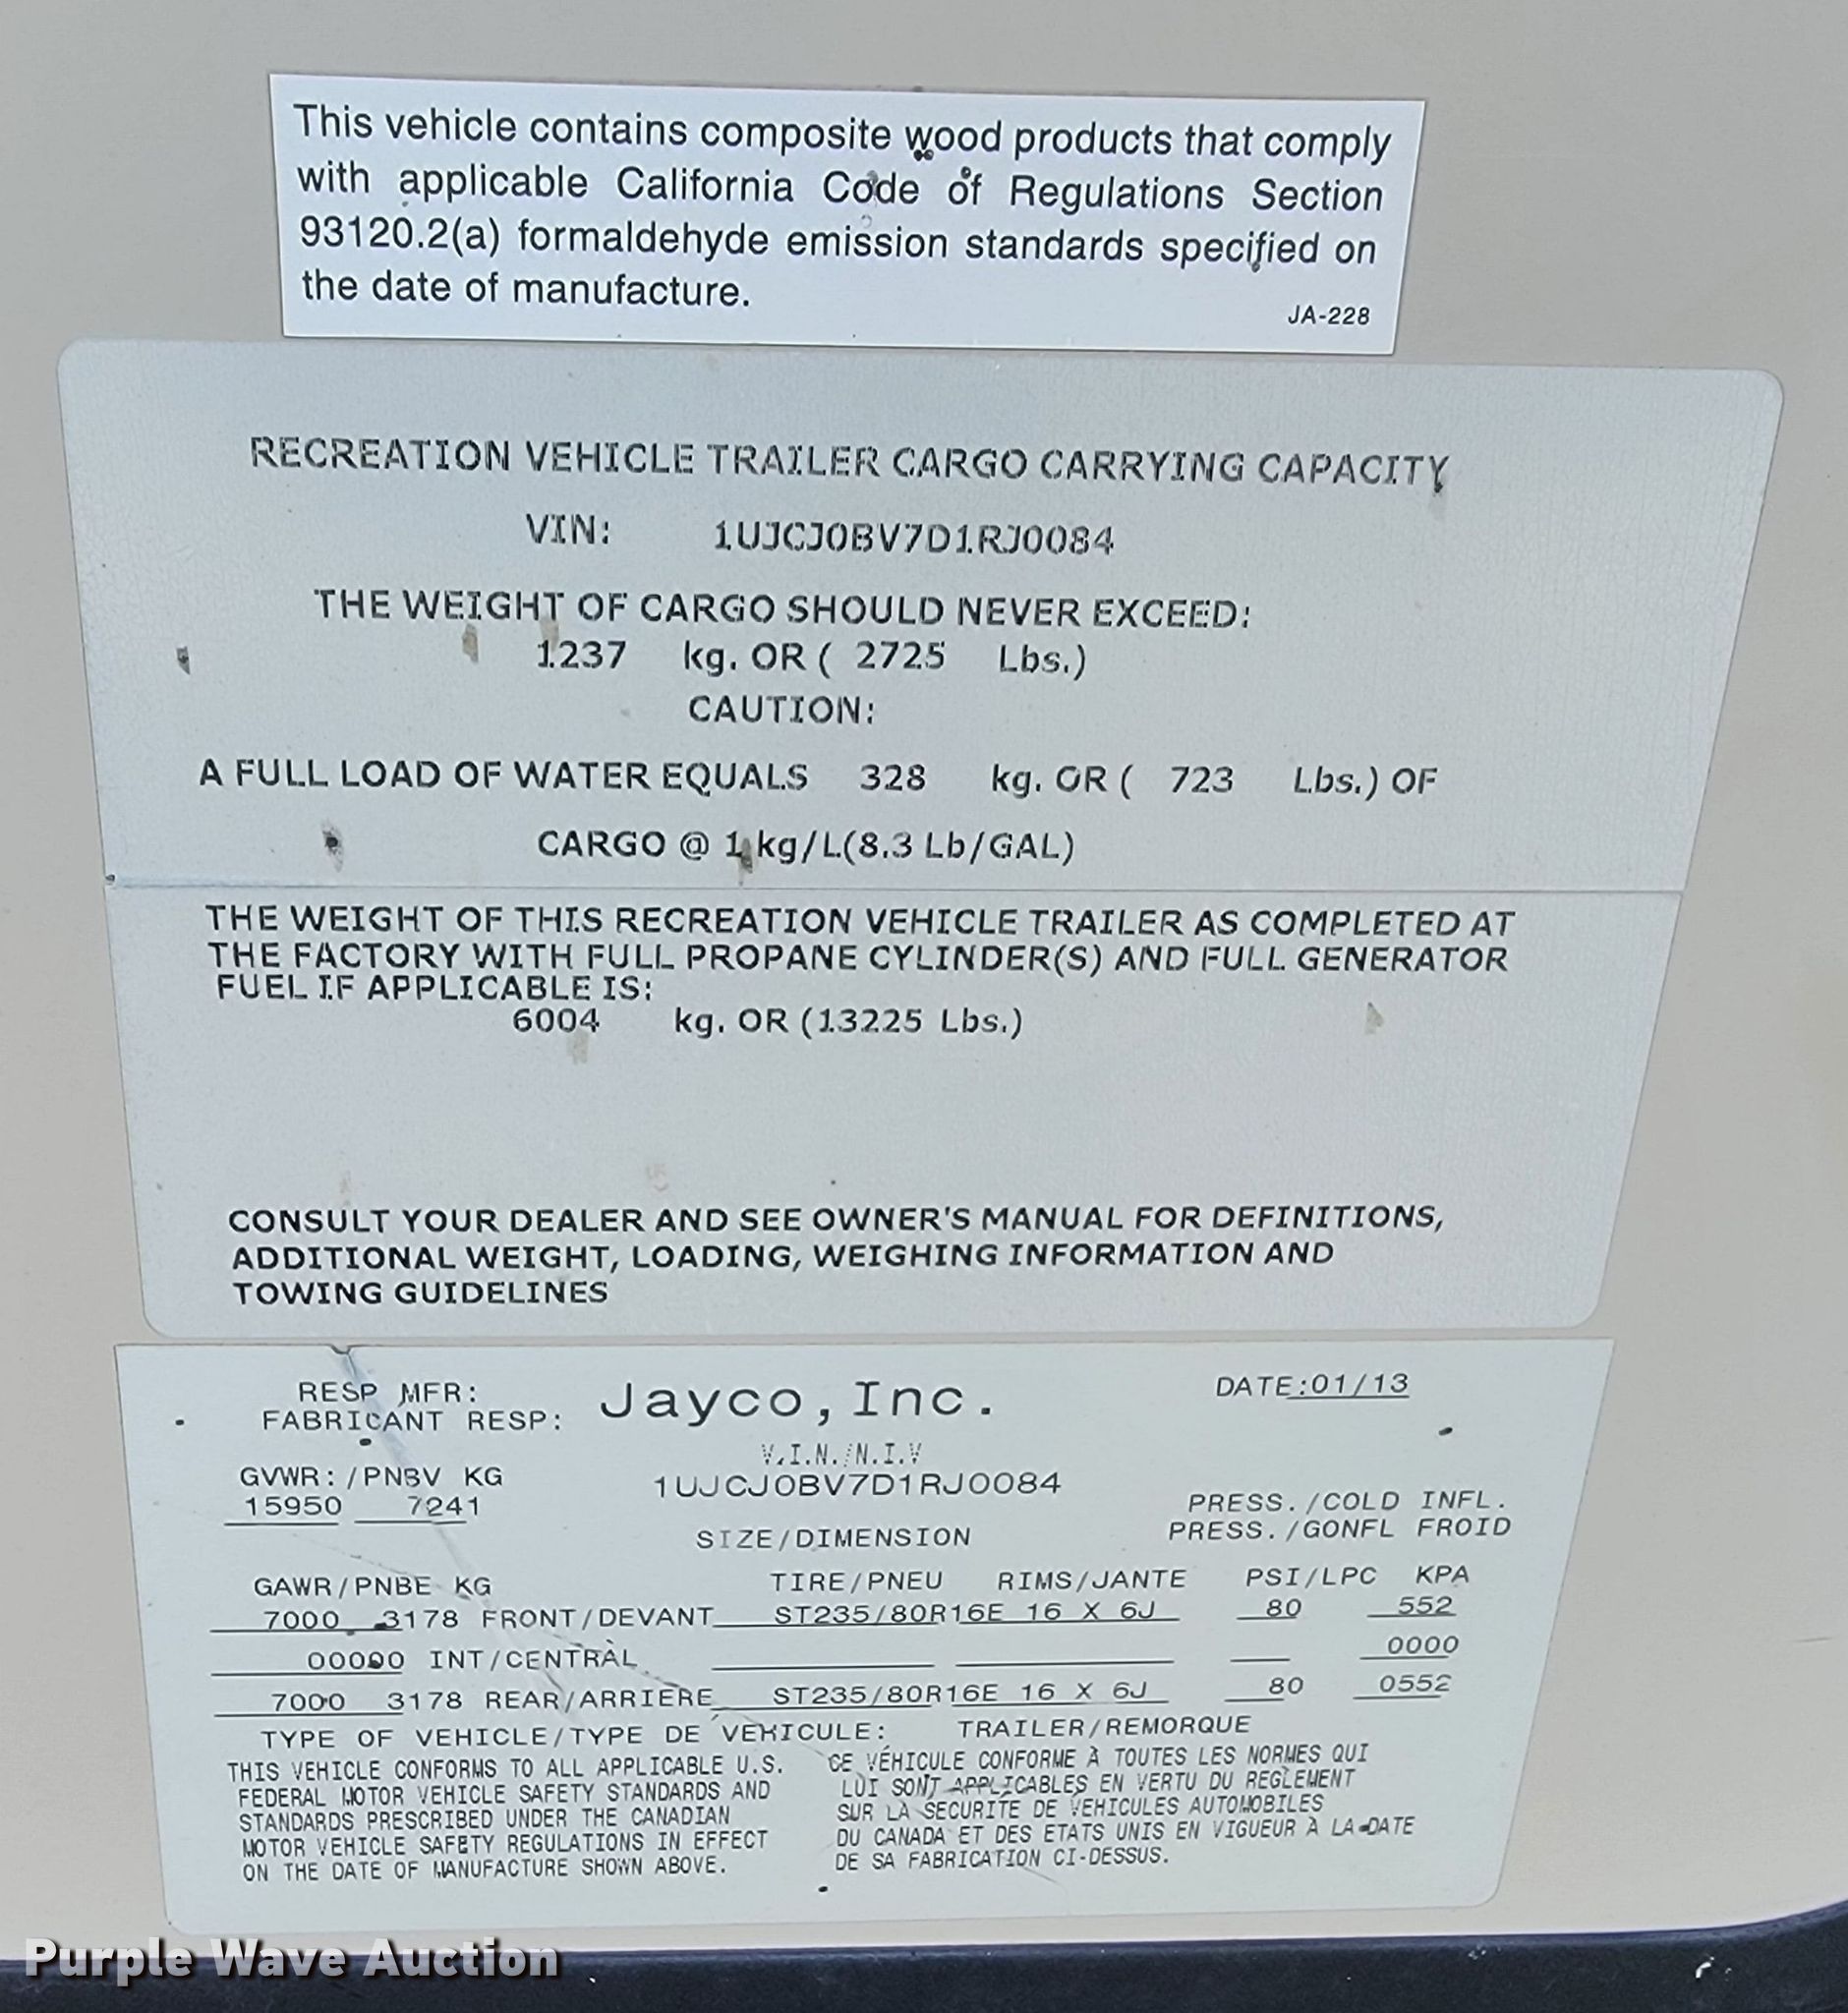 This vehicle contains composite wood products that comply
with applicable California Code of Regulations Section
93120.2(a) formaldehyde emission standards specified on
the date of manufacture.
JA-228
RECREATION VEHICLE TRAILER CARGO CARRYING CAPACITY
VIN: 1UJCJ0BV7D1RJ0084
THE WEIGHT OF CARGO SHOULD NEVER EXCEED:
1237 kg. OR ( 2725 Lbs.)
CAUTION:
A FULL LOAD OF WATER EQUALS 328 kg. OR ( 723 Lbs.) OF
CARGO @ 1 kg/L(8.3 Lb/GAL)
THE WEIGHT OF THIS RECREATION VEHICLE TRAILER AS COMPLETED AT
THE FACTORY WITH FULL PROPANE CYLINDER(S) AND FULL GENERATOR
FUEL IF APPLICABLE IS:
6004 kg. OR (13225 Lbs.)
CONSULT YOUR DEALER AND SEE OWNER'S MANUAL FOR DEFINITIONS,
ADDITIONAL WEIGHT, LOADING, WEIGHING INFORMATION AND
TOWING GUIDELINES
RESP MFR: Jayco, Inc. DATE:01/13
FABRICANT RESP:
V.I.N./N.I.V
GVWR:/PNBV KG 1UJCJ0BV7D1RJ0084
15950 7241 PRESS./COLD INFL.
SIZE/DIMENSION PRESS./GONFL FROID
GAWR/PNBE KG TIRE/PNEU RIMS/JANTE PSI/LPC KPA
7000 3178 FRONT/DEVANT ST235/80R16E 16 X 6J 80 552
00000 INT/CENTRÀL 0000
7000 3178 REAR/ARRIERE ST235/80R16E 16 X 6J 80 0552
TYPE OF VEHICLE/TYPE DE VEHICULE: TRAILER/REMORQUE
THIS VEHICLE CONFORMS TO ALL APPLICABLE U.S.
FEDERAL MOTOR VEHICLE SAFETY STANDARDS AND
STANDARDS PRESCRIBED UNDER THE CANADIAN
MOTOR VEHICLE SAFETY REGULATIONS IN EFFECT
ON THE DATE OF MANUFACTURE SHOWN ABOVE.
CE VÉHICULE CONFORME À TOUTES LES NORMES QUI
LUI SONT APPLICABLES EN VERTU DU REGLEMENT
SUR LA SECURITE DE VEHICULES AUTOMOBILES
DU CANADA ET DES ETATS UNIS EN VIGUEUR À LA DATE
DE SA FABRICATION CI-DESSUS.
Purple Wave Auction